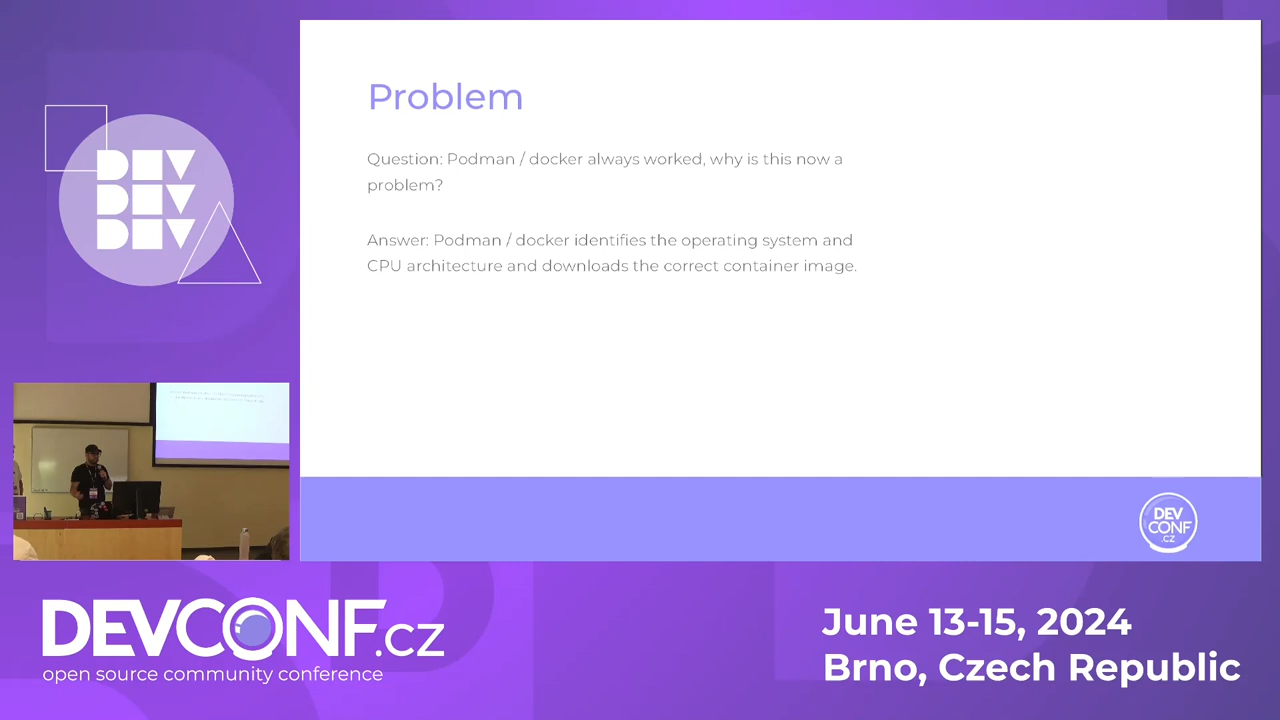 Problem
Question: Podman / docker always worked, why is this now a
problem?
Answer: Podman / docker identifies the operating system and
CPU architecture and downloads the correct container image.
DEV
CONF
.CZ
DEV
DEV
DEV
DEVCONF.cz
open source community conference
June 13-15, 2024
Brno, Czech Republic